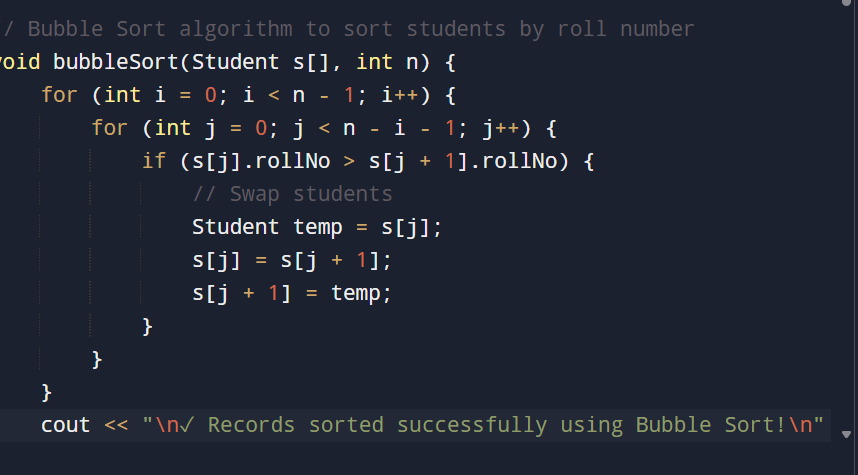 / Bubble Sort algorithm to sort students by roll number
void bubbleSort(Student s[], int n) {
for (int i = 0; i < n - 1; i++) {
for (int j = 0; j < n - i - 1; j++) {
if (s[j].rollNo > s[j + 1].rollNo) {
// Swap students
Student temp = s[j];
s[j] = s[j + 1];
s[j + 1] = temp;
}
}
}
cout << "\n✓ Records sorted successfully using Bubble Sort!\n"